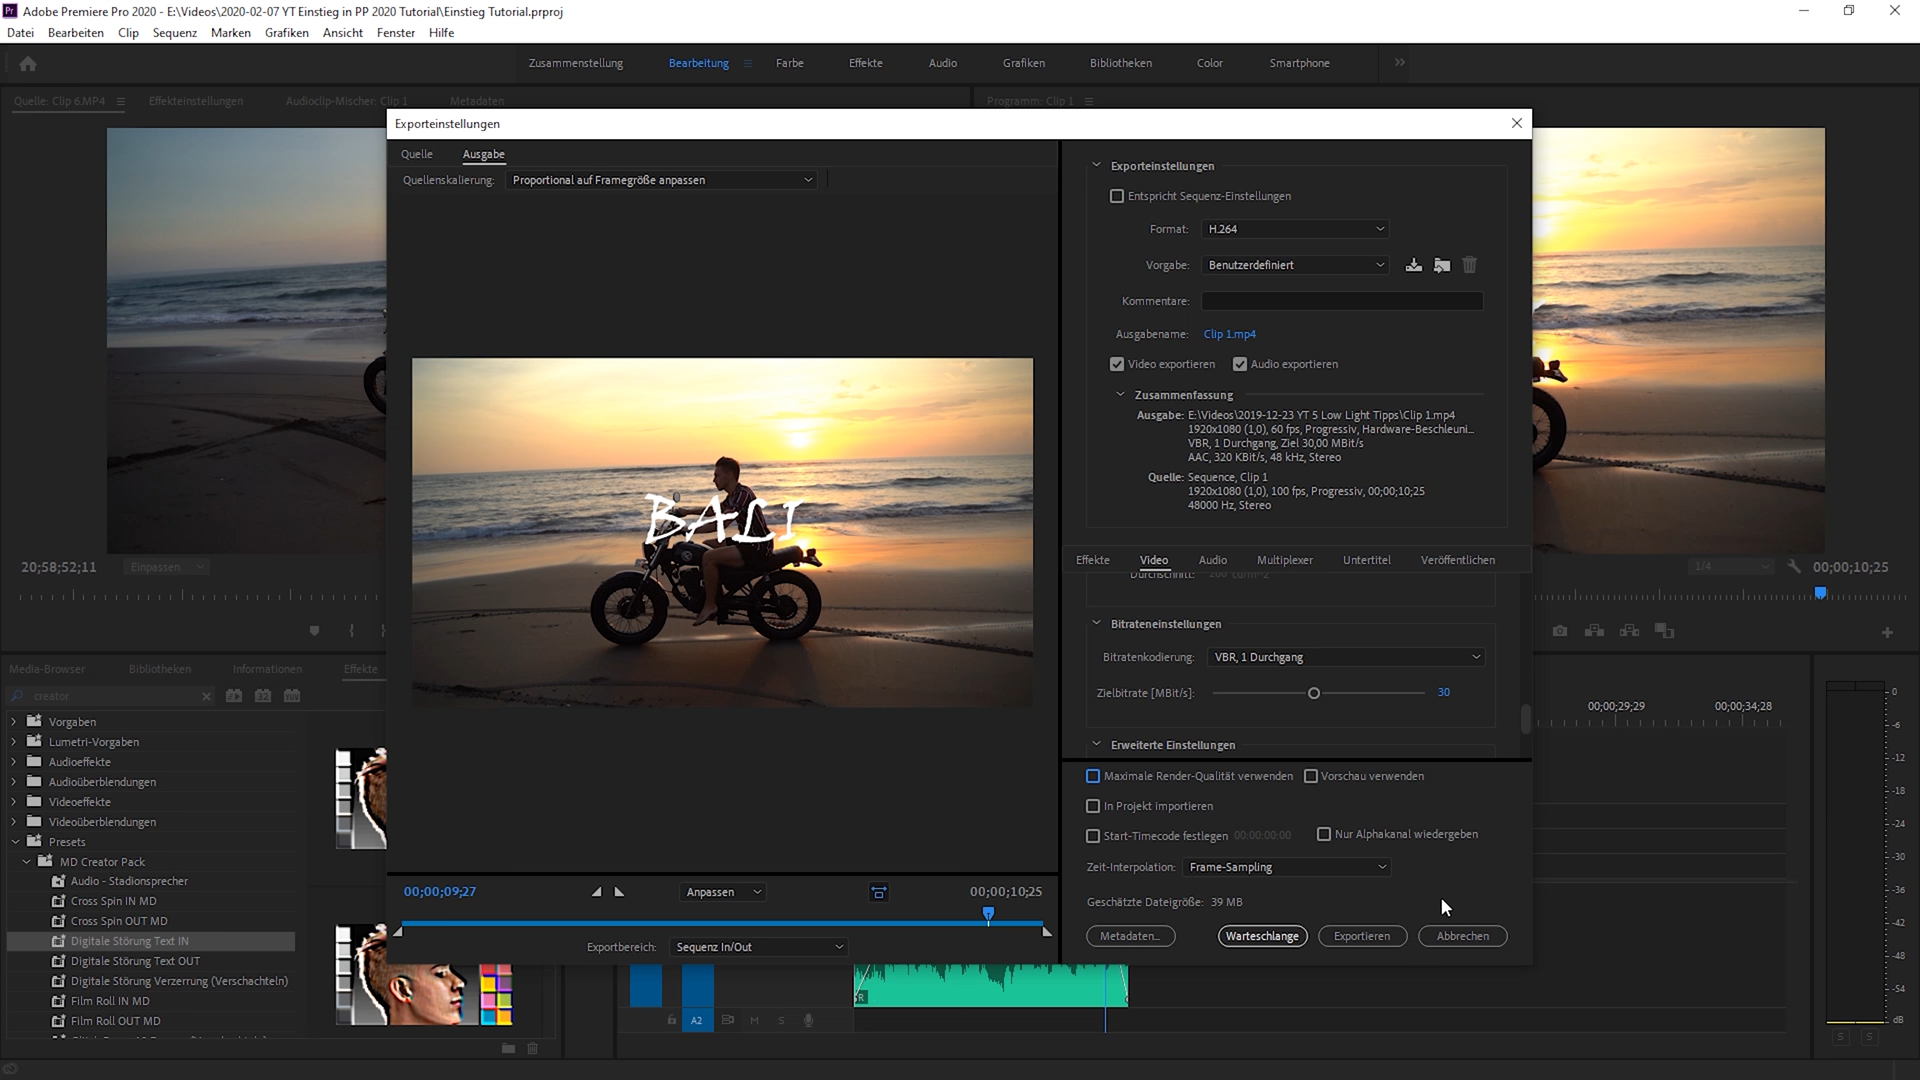 Adobe Premiere Pro 2020 - E:\Videos\2020-02-07 YT Einstieg in PP 2020 Tutorial\Einstieg Tutorial.prproj
Datei Bearbeiten Clip Sequenz Marken Grafiken Ansicht Fenster Hilfe
Zusammenstellung Bearbeitung Farbe Effekte Audio Grafiken Bibliotheken Color Smartphone
Quelle: Clip 6.MP4 Effekteinstellungen Audioclip-Mischer: Clip 1 Metadaten Programm: Clip 1
Exporteinstellungen
Quelle Ausgabe
Quellenskalierung: Proportional auf Framegröße anpassen
BALI
00;00;09;27 Anpassen 00;00;10;25
Exportbereich: Sequenz In/Out
Exporteinstellungen
Entspricht Sequenz-Einstellungen
Format: H.264
Vorgabe: Benutzerdefiniert
Kommentare:
Ausgabename: Clip 1.mp4
Video exportieren Audio exportieren
Zusammenfassung
Ausgabe: E:\Videos\2019-12-23 YT 5 Low Light Tipps\Clip 1.mp4
1920x1080 (1,0), 60 fps, Progressiv, Hardware-Beschleuni...
VBR, 1 Durchgang, Ziel 30,00 MBit/s
AAC, 320 KBit/s, 48 kHz, Stereo
Quelle: Sequence, Clip 1
1920x1080 (1,0), 100 fps, Progressiv, 00;00;10;25
48000 Hz, Stereo
Effekte Video Audio Multiplexer Untertitel Veröffentlichen
Bitrateneinstellungen
Bitratenkodierung: VBR, 1 Durchgang
Zielbitrate [MBit/s]: 30
Erweiterte Einstellungen
Maximale Render-Qualität verwenden Vorschau verwenden
In Projekt importieren
Start-Timecode festlegen 00:00:00:00 Nur Alphakanal wiedergeben
Zeit-Interpolation: Frame-Sampling
Geschätzte Dateigröße: 39 MB
Metadaten... Warteschlange Exportieren Abbrechen
20;58;52;11 Einpassen
1/4 00;00;10;25
Media-Browser Bibliotheken Informationen Effekte
creator
Vorgaben
Lumetri-Vorgaben
Audioeffekte
Audioüberblendungen
Videoeffekte
Videoüberblendungen
Presets
MD Creator Pack
Audio - Stadionsprecher
Cross Spin IN MD
Cross Spin OUT MD
Digitale Störung Text IN
Digitale Störung Text OUT
Digitale Störung Verzerrung (Verschachteln)
Film Roll IN MD
Film Roll OUT MD
00;00;29;29 00;00;34;28
R
A2 M S
0
-6
-12
-18
-24
-30
-36
-42
-48
-54
dB
S S